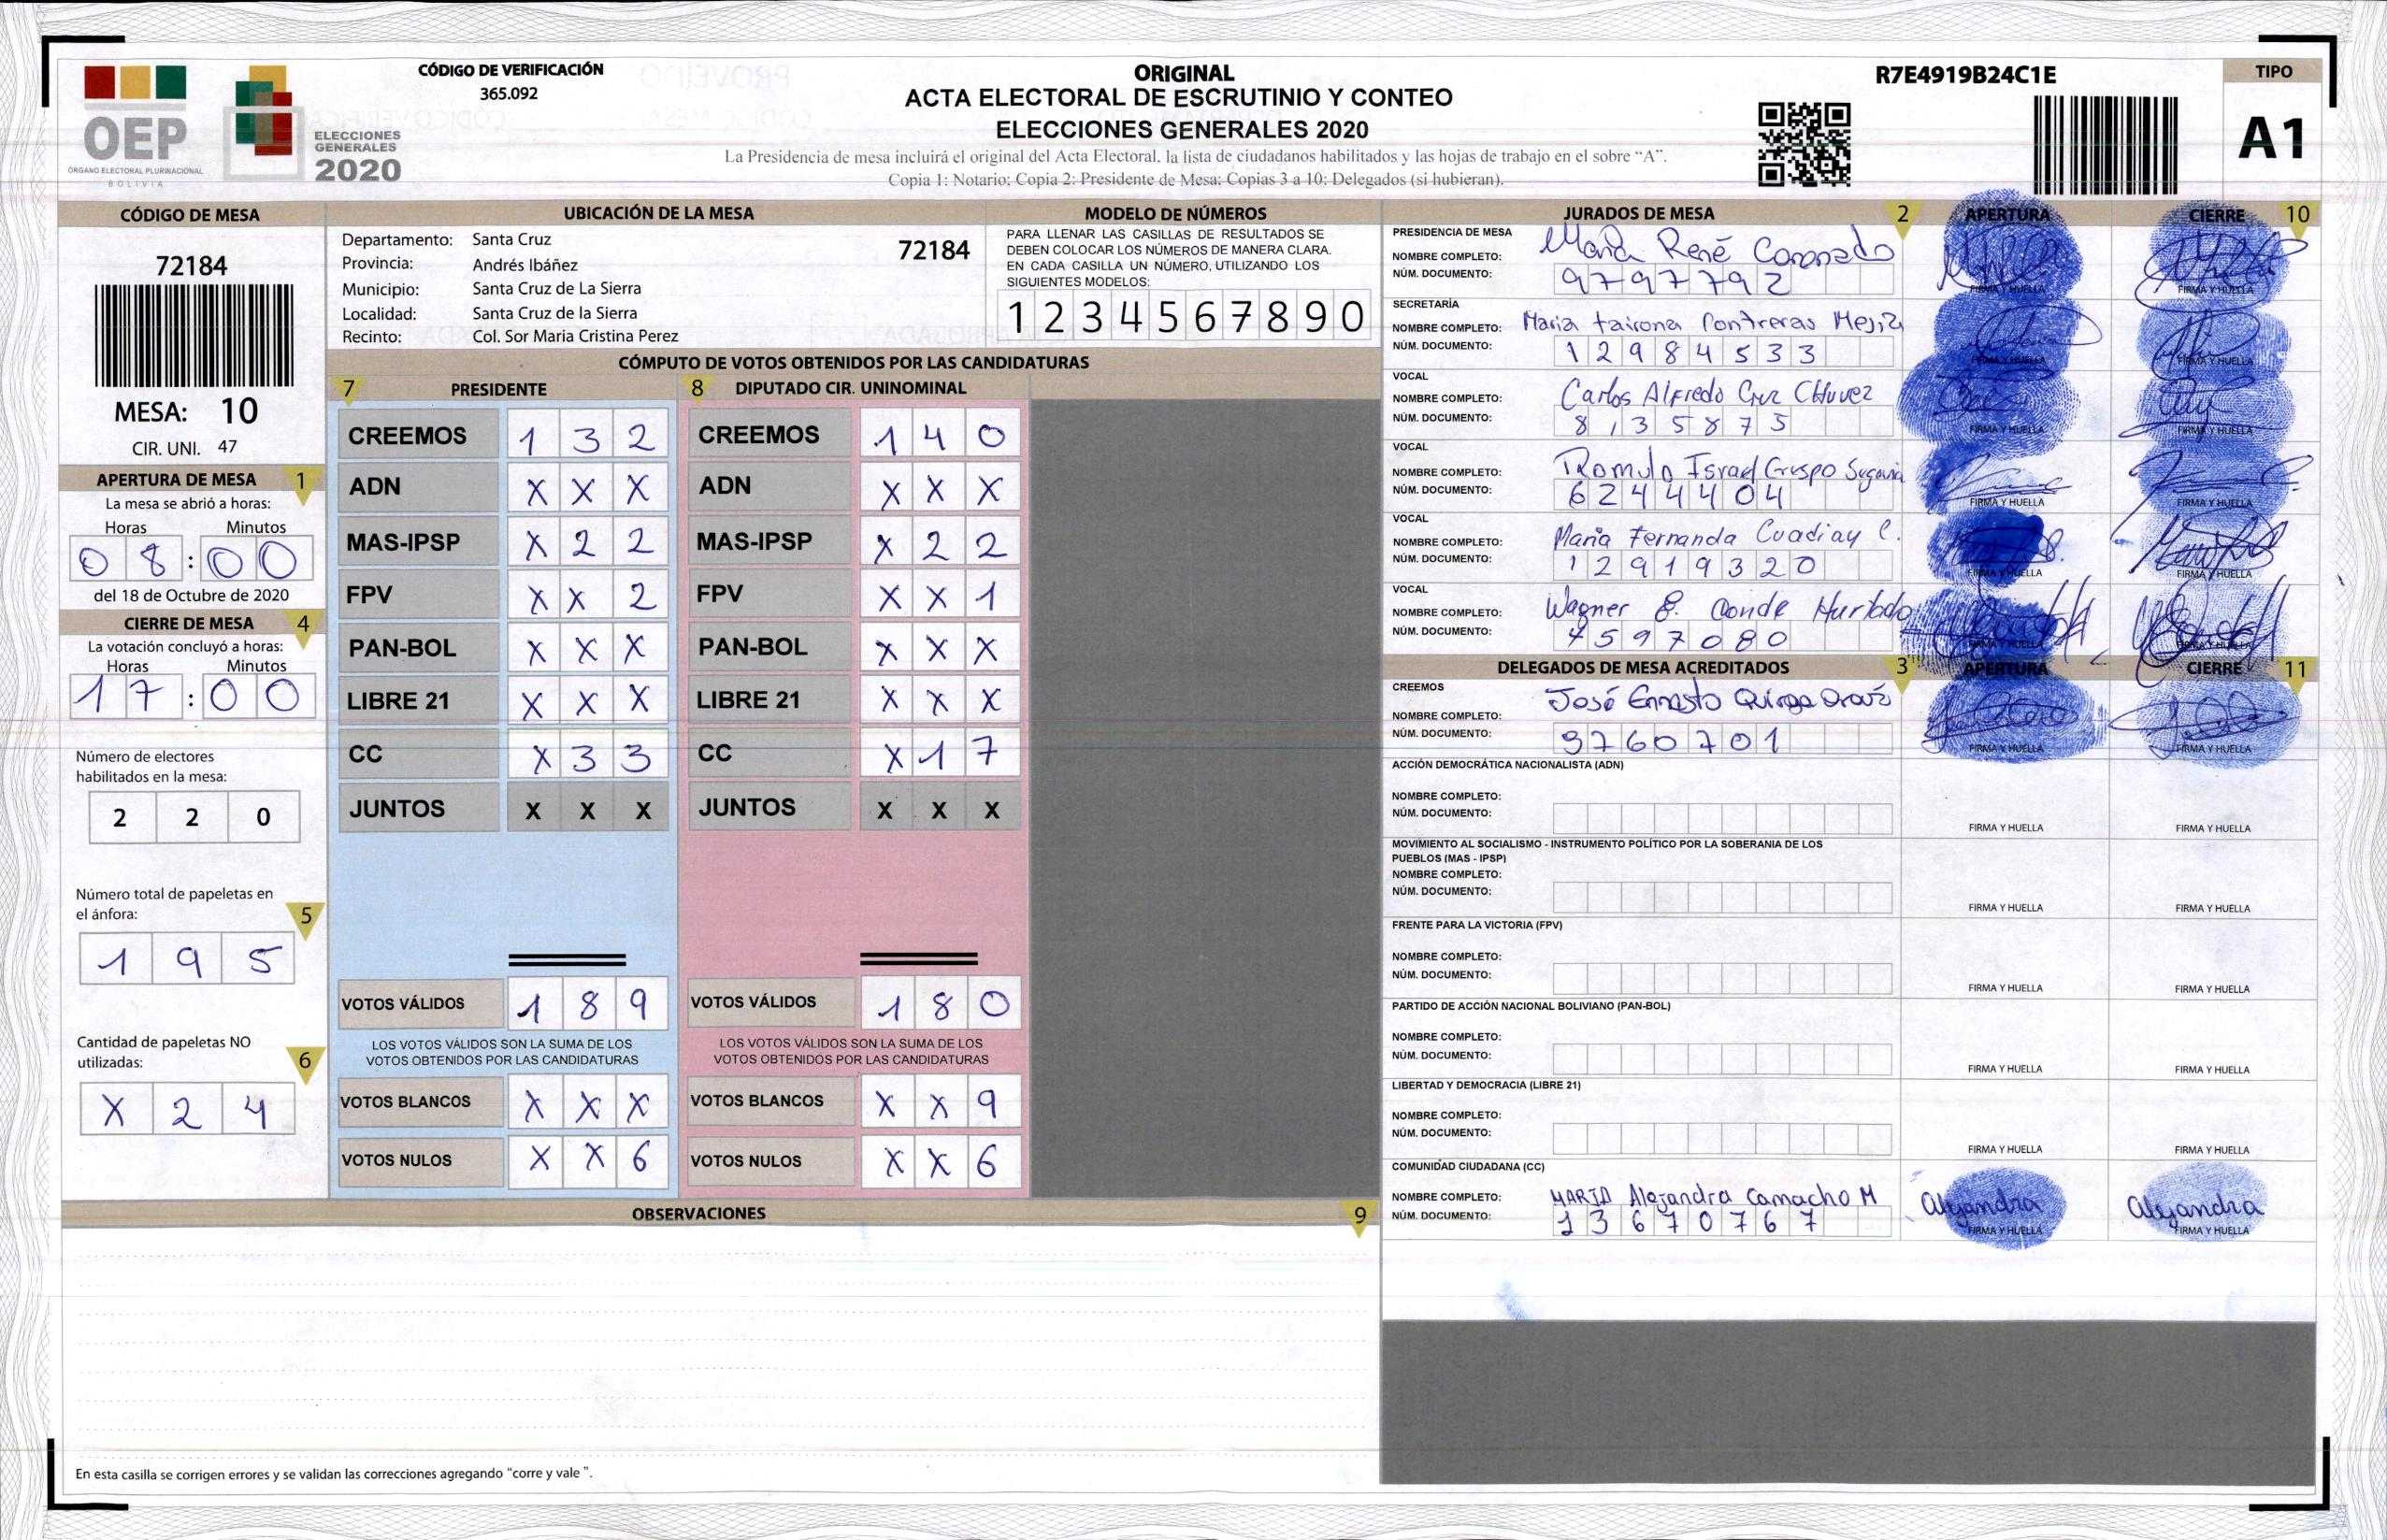 CÓDIGO DE VERIFICACIÓN
365.092
ORIGINAL
ACTA ELECTORAL DE ESCRUTINIO Y CONTEO
ELECCIONES GENERALES 2020
La Presidencia de mesa incluirá el original del Acta Electoral, la lista de ciudadanos habilitados y las hojas de trabajo en el sobre "A".
Copia 1: Notario; Copia 2: Presidente de Mesa; Copias 3 a 10: Delegados (si hubieran).
R7E4919B24C1E
TIPO
A1
OEP
ÓRGANO ELECTORAL PLURINACIONAL
BOLIVIA
ELECCIONES
GENERALES
2020
CÓDIGO DE MESA
72184
MESA: 10
CIR. UNI. 47
APERTURA DE MESA 1
La mesa se abrió a horas:
Horas Minutos
0 8 : 0 0
del 18 de Octubre de 2020
CIERRE DE MESA 4
La votación concluyó a horas:
Horas Minutos
1 7 : 0 0
Número de electores
habilitados en la mesa:
2 2 0
Número total de papeletas en
el ánfora: 5
1 9 5
Cantidad de papeletas NO
utilizadas: 6
X 2 4
UBICACIÓN DE LA MESA
Departamento: Santa Cruz 72184
Provincia: Andrés Ibáñez
Municipio: Santa Cruz de La Sierra
Localidad: Santa Cruz de la Sierra
Recinto: Col. Sor Maria Cristina Perez
MODELO DE NÚMEROS
PARA LLENAR LAS CASILLAS DE RESULTADOS SE
DEBEN COLOCAR LOS NÚMEROS DE MANERA CLARA.
EN CADA CASILLA UN NÚMERO, UTILIZANDO LOS
SIGUIENTES MODELOS:
1 2 3 4 5 6 7 8 9 0
CÓMPUTO DE VOTOS OBTENIDOS POR LAS CANDIDATURAS
7 PRESIDENTE
CREEMOS 1 3 2
ADN X X X
MAS-IPSP X 2 2
FPV X X 2
PAN-BOL X X X
LIBRE 21 X X X
CC X 3 3
JUNTOS X X X
VOTOS VÁLIDOS 1 8 9
LOS VOTOS VÁLIDOS SON LA SUMA DE LOS
VOTOS OBTENIDOS POR LAS CANDIDATURAS
VOTOS BLANCOS X X X
VOTOS NULOS X X 6
8 DIPUTADO CIR. UNINOMINAL
CREEMOS 1 4 0
ADN X X X
MAS-IPSP X 2 2
FPV X X 1
PAN-BOL X X X
LIBRE 21 X X X
CC X 1 7
JUNTOS X X X
VOTOS VÁLIDOS 1 8 0
LOS VOTOS VÁLIDOS SON LA SUMA DE LOS
VOTOS OBTENIDOS POR LAS CANDIDATURAS
VOTOS BLANCOS X X 9
VOTOS NULOS X X 6
OBSERVACIONES 9
En esta casilla se corrigen errores y se validan las correcciones agregando "corre y vale ".
JURADOS DE MESA 2 APERTURA CIERRE 10
PRESIDENCIA DE MESA
NOMBRE COMPLETO: María René Coronado
NÚM. DOCUMENTO: 9797792
FIRMA Y HUELLA FIRMA Y HUELLA
SECRETARÍA
NOMBRE COMPLETO: Maria Contreras Mejia
NÚM. DOCUMENTO: 12984533
FIRMA Y HUELLA FIRMA Y HUELLA
VOCAL
NOMBRE COMPLETO: Carlos Alfredo Cruz Chuvez
NÚM. DOCUMENTO: 8135875
FIRMA Y HUELLA FIRMA Y HUELLA
VOCAL
NOMBRE COMPLETO: Romulo Israel Crespo
NÚM. DOCUMENTO: 6244404
FIRMA Y HUELLA FIRMA Y HUELLA
VOCAL
NOMBRE COMPLETO: Maria Fernanda Cuadiay C.
NÚM. DOCUMENTO: 12919320
FIRMA Y HUELLA FIRMA Y HUELLA
VOCAL
NOMBRE COMPLETO: Wagner E. Conde Hurtado
NÚM. DOCUMENTO: 4597080
FIRMA Y HUELLA FIRMA Y HUELLA
DELEGADOS DE MESA ACREDITADOS 3 APERTURA CIERRE 11
CREEMOS
NOMBRE COMPLETO: José Ernesto Quiroga
NÚM. DOCUMENTO: 9760701
FIRMA Y HUELLA FIRMA Y HUELLA
ACCIÓN DEMOCRÁTICA NACIONALISTA (ADN)
NOMBRE COMPLETO:
NÚM. DOCUMENTO:
FIRMA Y HUELLA FIRMA Y HUELLA
MOVIMIENTO AL SOCIALISMO - INSTRUMENTO POLÍTICO POR LA SOBERANIA DE LOS
PUEBLOS (MAS - IPSP)
NOMBRE COMPLETO:
NÚM. DOCUMENTO:
FIRMA Y HUELLA FIRMA Y HUELLA
FRENTE PARA LA VICTORIA (FPV)
NOMBRE COMPLETO:
NÚM. DOCUMENTO:
FIRMA Y HUELLA FIRMA Y HUELLA
PARTIDO DE ACCIÓN NACIONAL BOLIVIANO (PAN-BOL)
NOMBRE COMPLETO:
NÚM. DOCUMENTO:
FIRMA Y HUELLA FIRMA Y HUELLA
LIBERTAD Y DEMOCRACIA (LIBRE 21)
NOMBRE COMPLETO:
NÚM. DOCUMENTO:
FIRMA Y HUELLA FIRMA Y HUELLA
COMUNIDAD CIUDADANA (CC)
NOMBRE COMPLETO: MARIA Alejandra Camacho M
NÚM. DOCUMENTO: 13670767
Alejandra Alejandra
FIRMA Y HUELLA FIRMA Y HUELLA